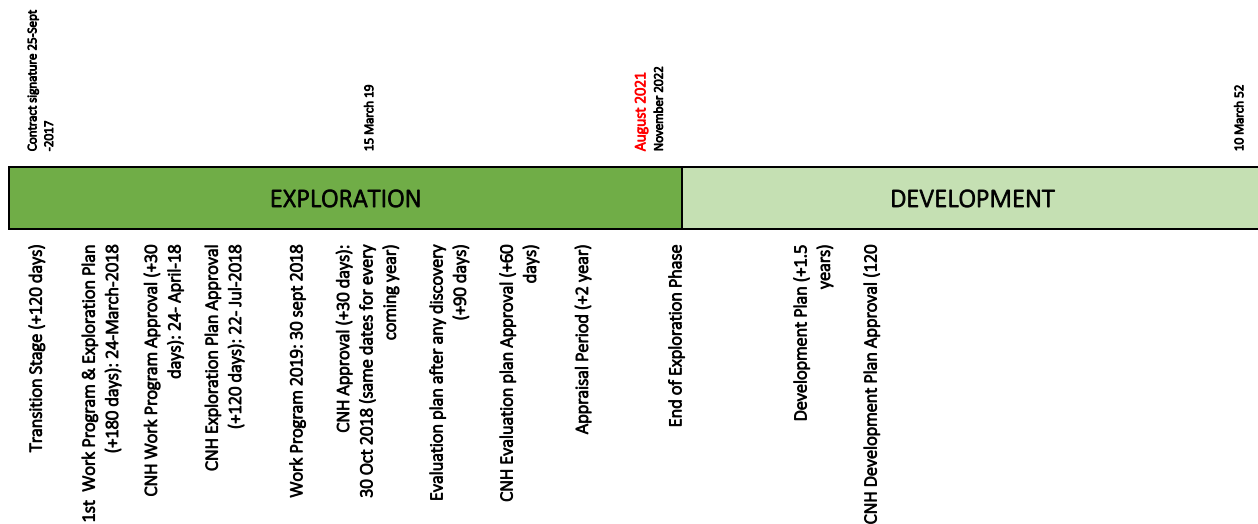 Contract signature 25-Sept
-2017
15 March 19
August 2021
November 2022
10 March 52
EXPLORATION
DEVELOPMENT
Transition Stage (+120 days)
1st  Work Program & Exploration Plan
(+180 days): 24-March-2018
CNH Work Program Approval (+30
days): 24- April-18
CNH Exploration Plan Approval
(+120 days): 22- Jul-2018
Work Program 2019: 30 sept 2018
CNH Approval (+30 days):
30 Oct 2018 (same dates for every
coming year)
Evaluation plan after any discovery
(+90 days)
CNH Evaluation plan Approval (+60
days)
Appraisal Period (+2 year)
End of Exploration Phase
Development Plan (+1.5
years)
CNH Development Plan Approval (120